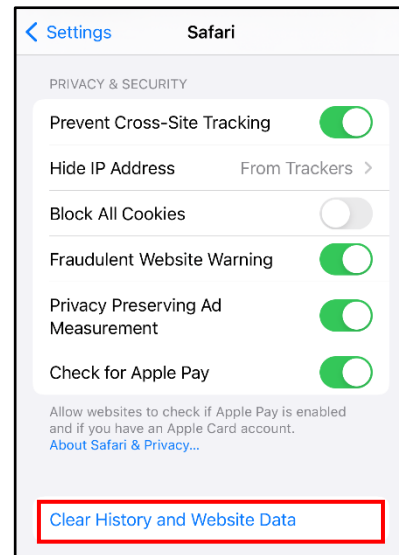 Settings Safari
PRIVACY & SECURITY
Prevent Cross-Site Tracking
Hide IP Address From Trackers
Block All Cookies
Fraudulent Website Warning
Privacy Preserving Ad
Measurement
Check for Apple Pay
Allow websites to check if Apple Pay is enabled
and if you have an Apple Card account.
About Safari & Privacy...
Clear History and Website Data